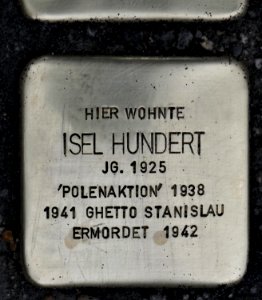 HIER WOHNTE
ISEL HUNDERT
JG. 1925
'POLENAKTION' 1938
1941 GHETTO STANISLAU
ERMORDET 1942